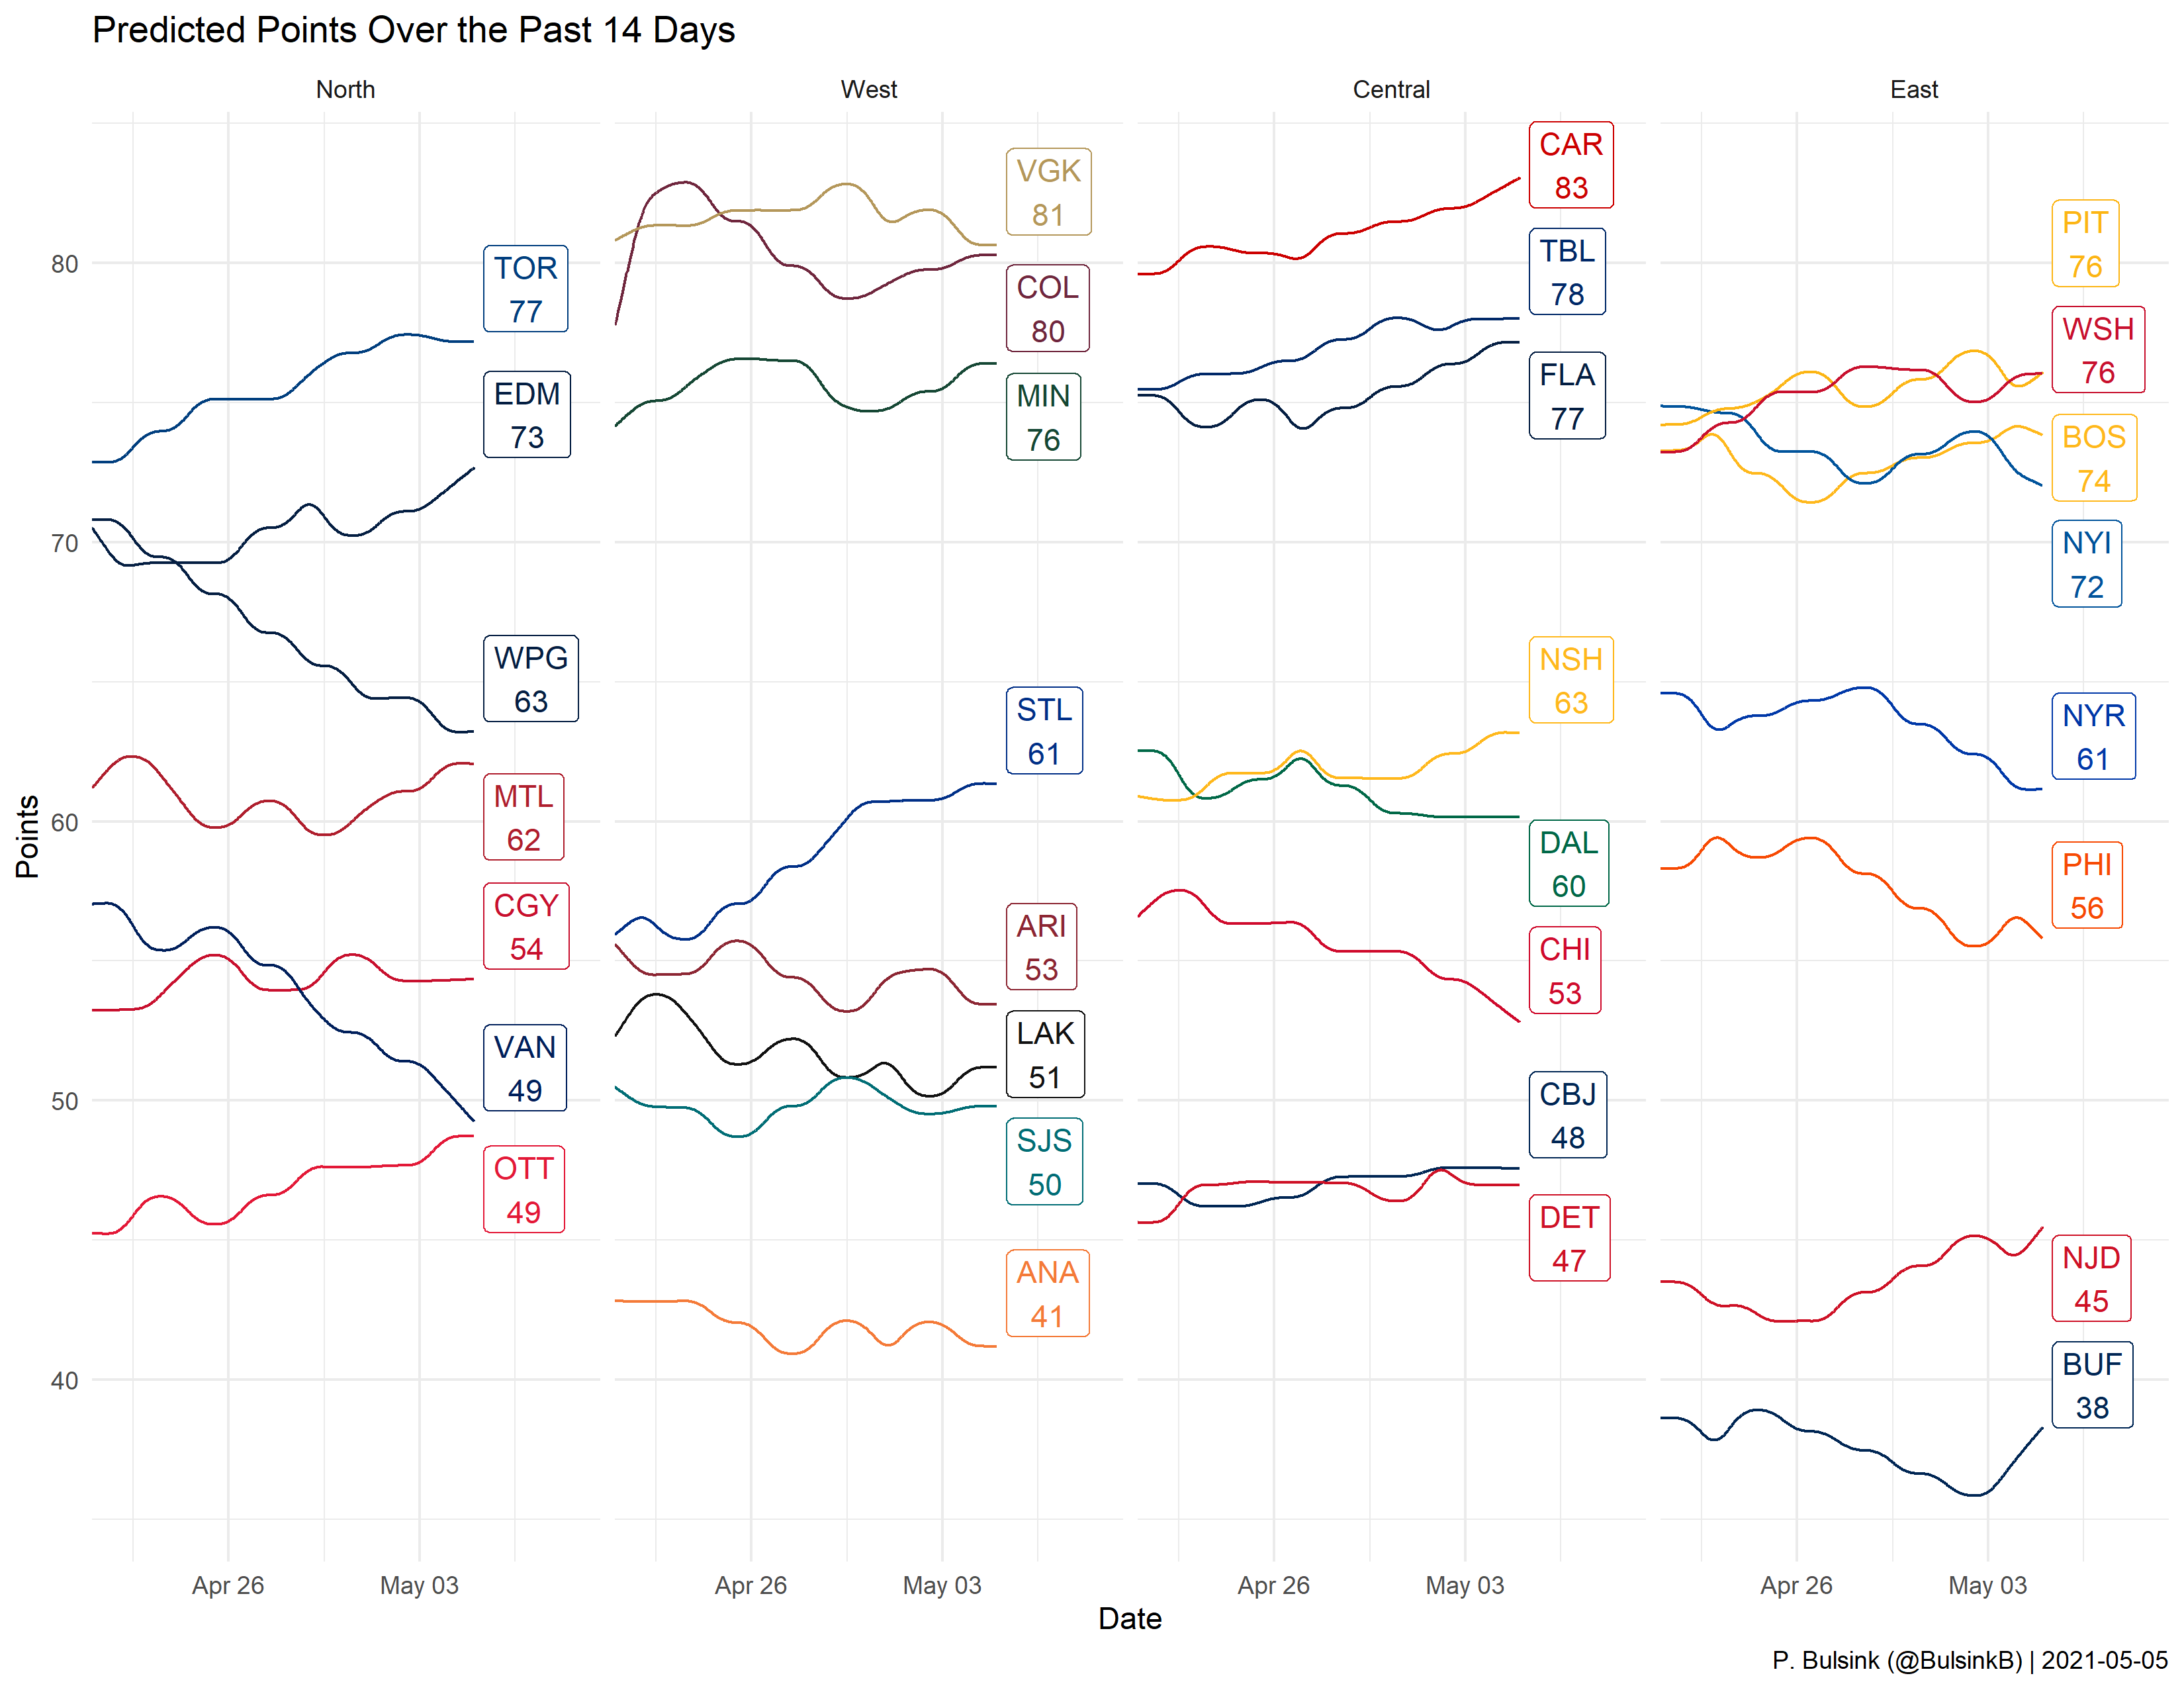 Predicted Points Over the Past 14 Days
North
West
Central
East
Points
80
70
60
50
40
TOR
77
EDM
73
WPG
63
MTL
62
CGY
54
VAN
49
OTT
49
VGK
81
COL
80
MIN
76
STL
61
ARI
53
LAK
51
SJS
50
ANA
41
CAR
83
TBL
78
FLA
77
NSH
63
DAL
60
CHI
53
CBJ
48
DET
47
PIT
76
WSH
76
BOS
74
NYI
72
NYR
61
PHI
56
NJD
45
BUF
38
Apr 26
May 03
Apr 26
May 03
Apr 26
May 03
Apr 26
May 03
Date
P. Bulsink (@BulsinkB) | 2021-05-05